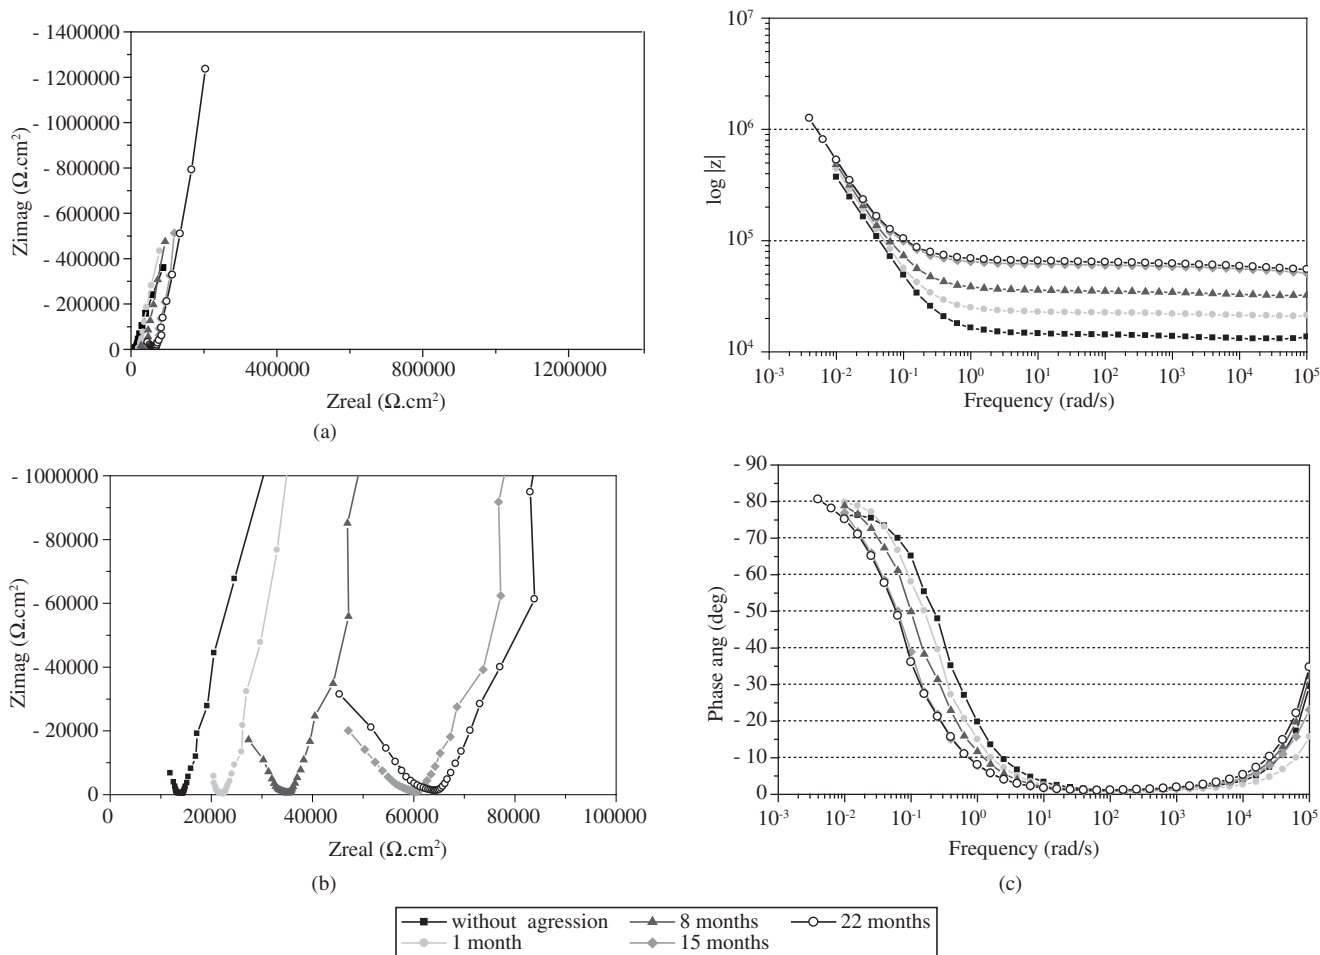 - 1400000
- 1200000
- 1000000
- 800000
- 600000
- 400000
- 200000
0
Zimag (Ω.cm²)
0 400000 800000 1200000
Zreal (Ω.cm²)
(a)
10⁷
10⁶
10⁵
10⁴
log |z|
10⁻³ 10⁻² 10⁻¹ 10⁰ 10¹ 10² 10³ 10⁴ 10⁵
Frequency (rad/s)
- 1000000
- 80000
- 60000
- 40000
- 20000
0
Zimag (Ω.cm²)
0 20000 40000 60000 80000 100000
Zreal (Ω.cm²)
(b)
- 90
- 80
- 70
- 60
- 50
- 40
- 30
- 20
- 10
0
Phase ang (deg)
10⁻³ 10⁻² 10⁻¹ 10⁰ 10¹ 10² 10³ 10⁴ 10⁵
Frequency (rad/s)
(c)
without agression 8 months 22 months
1 month 15 months